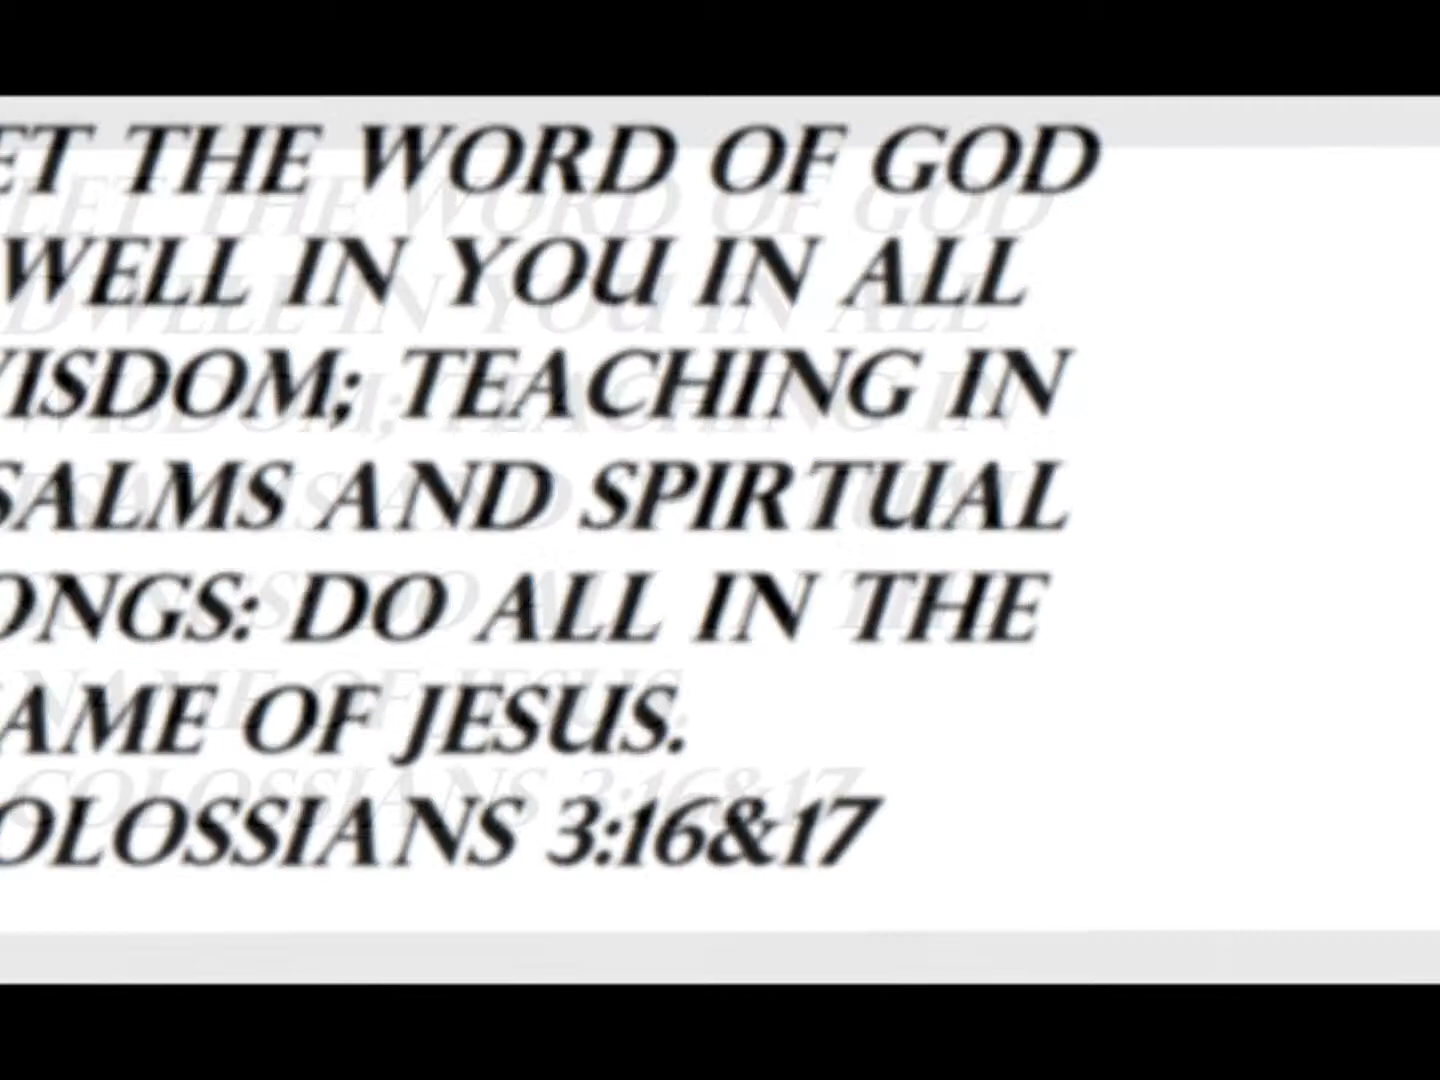 ET THE WORD OF GOD
WELL IN YOU IN ALL
ISDOM; TEACHING IN
SALMS AND SPIRTUAL
ONGS: DO ALL IN THE
AME OF JESUS.
OLOSSIANS 3:16&17